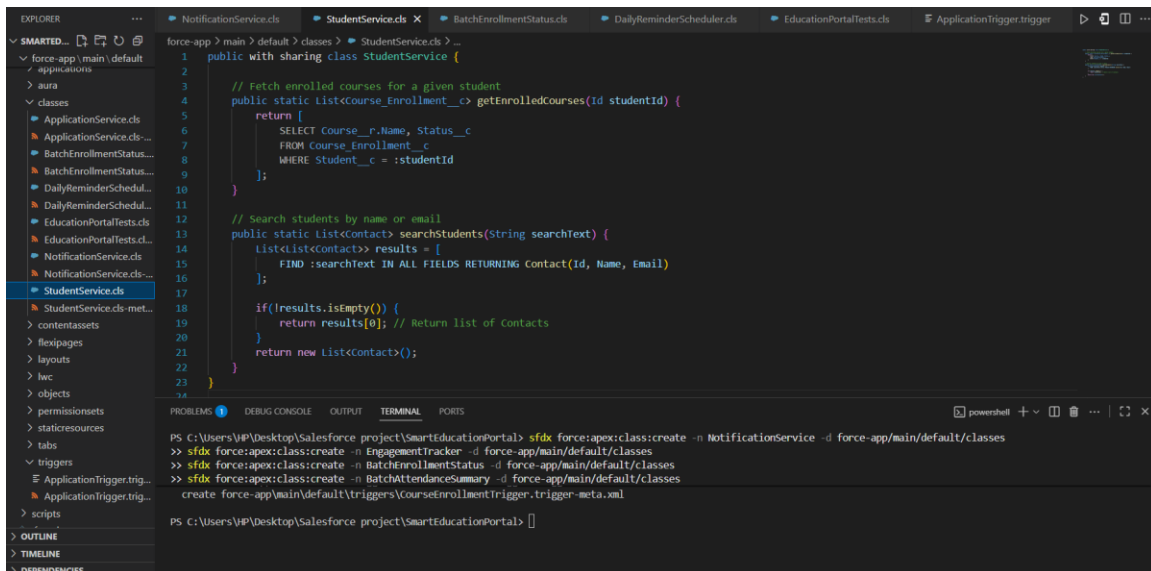 EXPLORER ...
NotificationService.cls StudentService.cls X BatchEnrollmentStatus.cls DailyReminderScheduler.cls EducationPortalTests.cls ApplicationTrigger.trigger ...
SMARTED...
force-app > main > default > classes > StudentService.cls > ...
force-app \ main \ default
applications
aura
classes
ApplicationService.cls
ApplicationService.cls-...
BatchEnrollmentStatus....
BatchEnrollmentStatus....
DailyReminderSchedul...
DailyReminderSchedul...
EducationPortalTests.cls
EducationPortalTests.cl...
NotificationService.cls
NotificationService.cls-...
StudentService.cls
StudentService.cls-met...
contentassets
flexipages
layouts
lwc
objects
permissionsets
staticresources
tabs
triggers
ApplicationTrigger.trig...
ApplicationTrigger.trig...
scripts
OUTLINE
TIMELINE
DEPENDENCIES
1 public with sharing class StudentService {
2
3 // Fetch enrolled courses for a given student
4 public static List<Course_Enrollment__c> getEnrolledCourses(Id studentId) {
5 return [
6 SELECT Course__r.Name, Status__c
7 FROM Course_Enrollment__c
8 WHERE Student__c = :studentId
9 ];
10 }
11
12 // Search students by name or email
13 public static List<Contact> searchStudents(String searchText) {
14 List<List<Contact>> results = [
15 FIND :searchText IN ALL FIELDS RETURNING Contact(Id, Name, Email)
16 ];
17
18 if(!results.isEmpty()) {
19 return results[0]; // Return list of Contacts
20 }
21 return new List<Contact>();
22 }
23 }
24
PROBLEMS 1 DEBUG CONSOLE OUTPUT TERMINAL PORTS powershell ...
PS C:\Users\HP\Desktop\Salesforce project\SmartEducationPortal> sfdx force:apex:class:create -n NotificationService -d force-app/main/default/classes
>> sfdx force:apex:class:create -n EngagementTracker -d force-app/main/default/classes
>> sfdx force:apex:class:create -n BatchEnrollmentStatus -d force-app/main/default/classes
>> sfdx force:apex:class:create -n BatchAttendanceSummary -d force-app/main/default/classes
create force-app\main\default\triggers\CourseEnrollmentTrigger.trigger-meta.xml
PS C:\Users\HP\Desktop\Salesforce project\SmartEducationPortal>